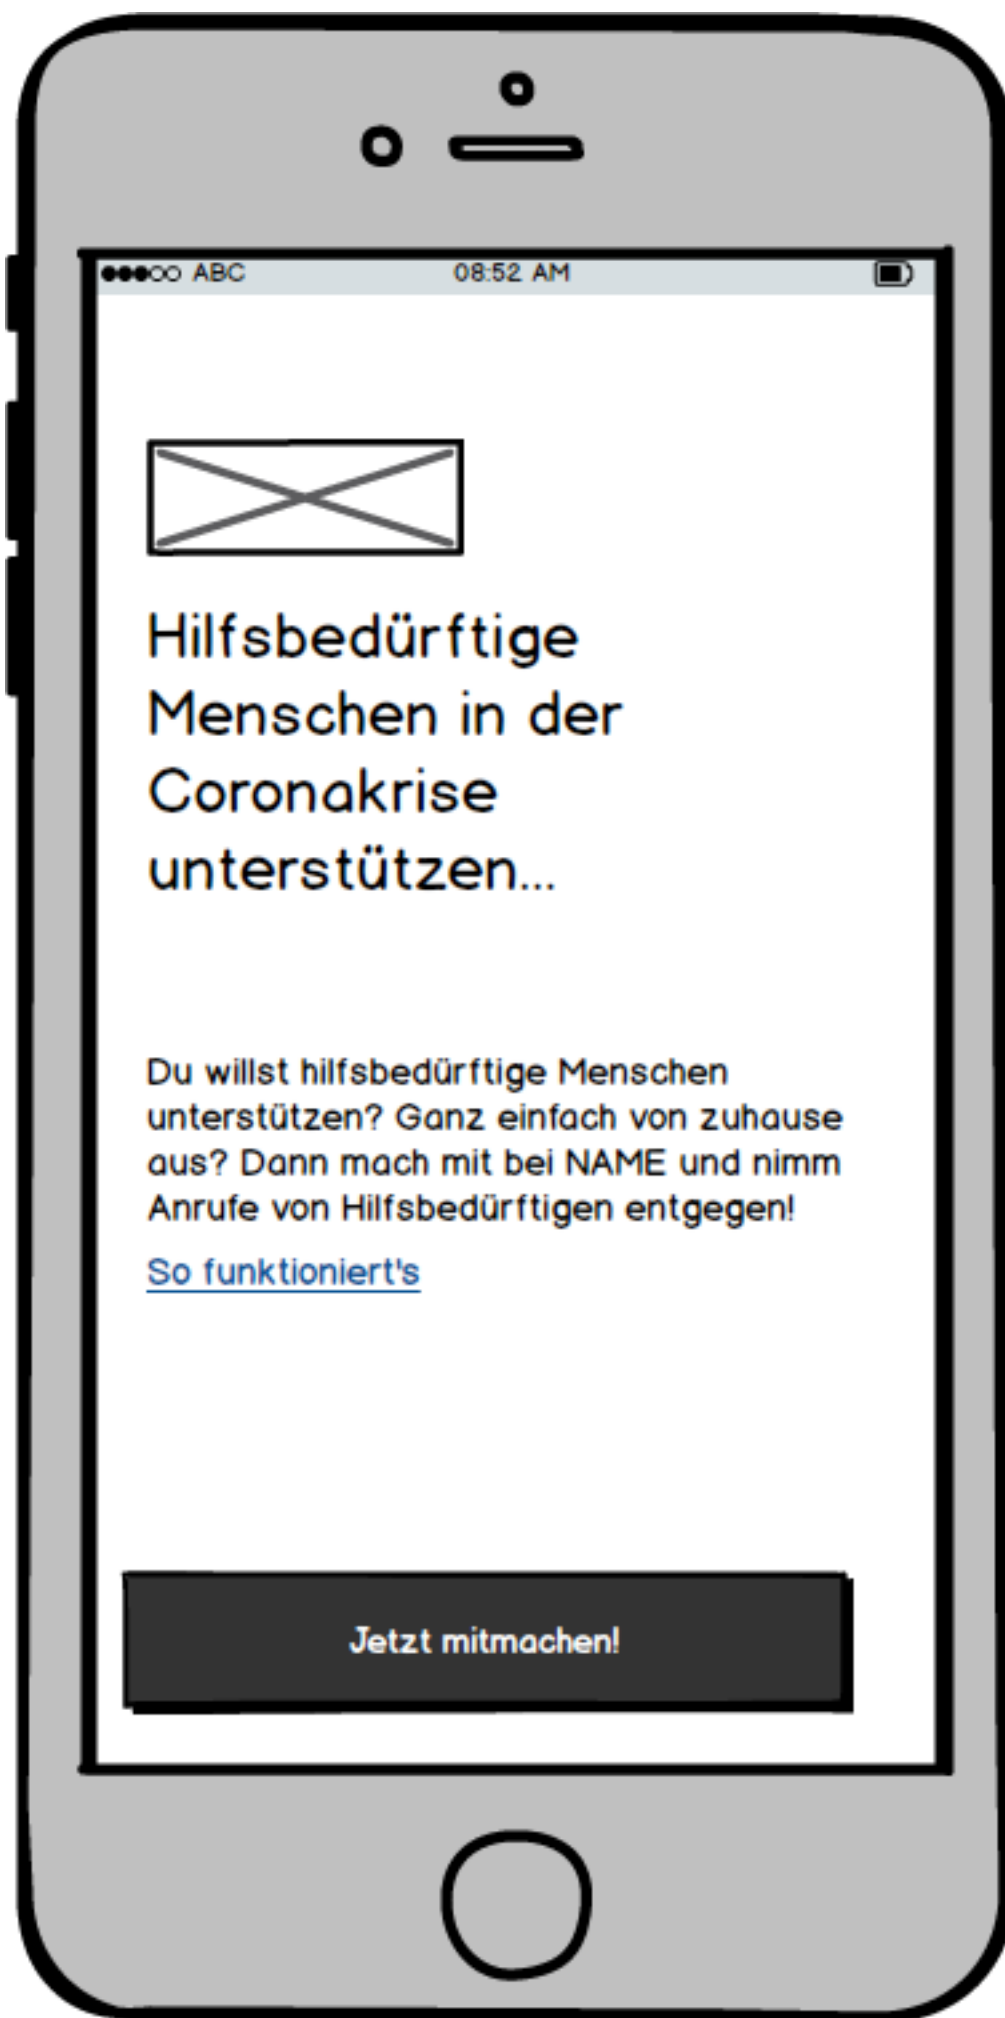 ABC 08:52 AM
Hilfsbedürftige
Menschen in der
Coronakrise
unterstützen...
Du willst hilfsbedürftige Menschen
unterstützen? Ganz einfach von zuhause
aus? Dann mach mit bei NAME und nimm
Anrufe von Hilfsbedürftigen entgegen!
So funktioniert's
Jetzt mitmachen!